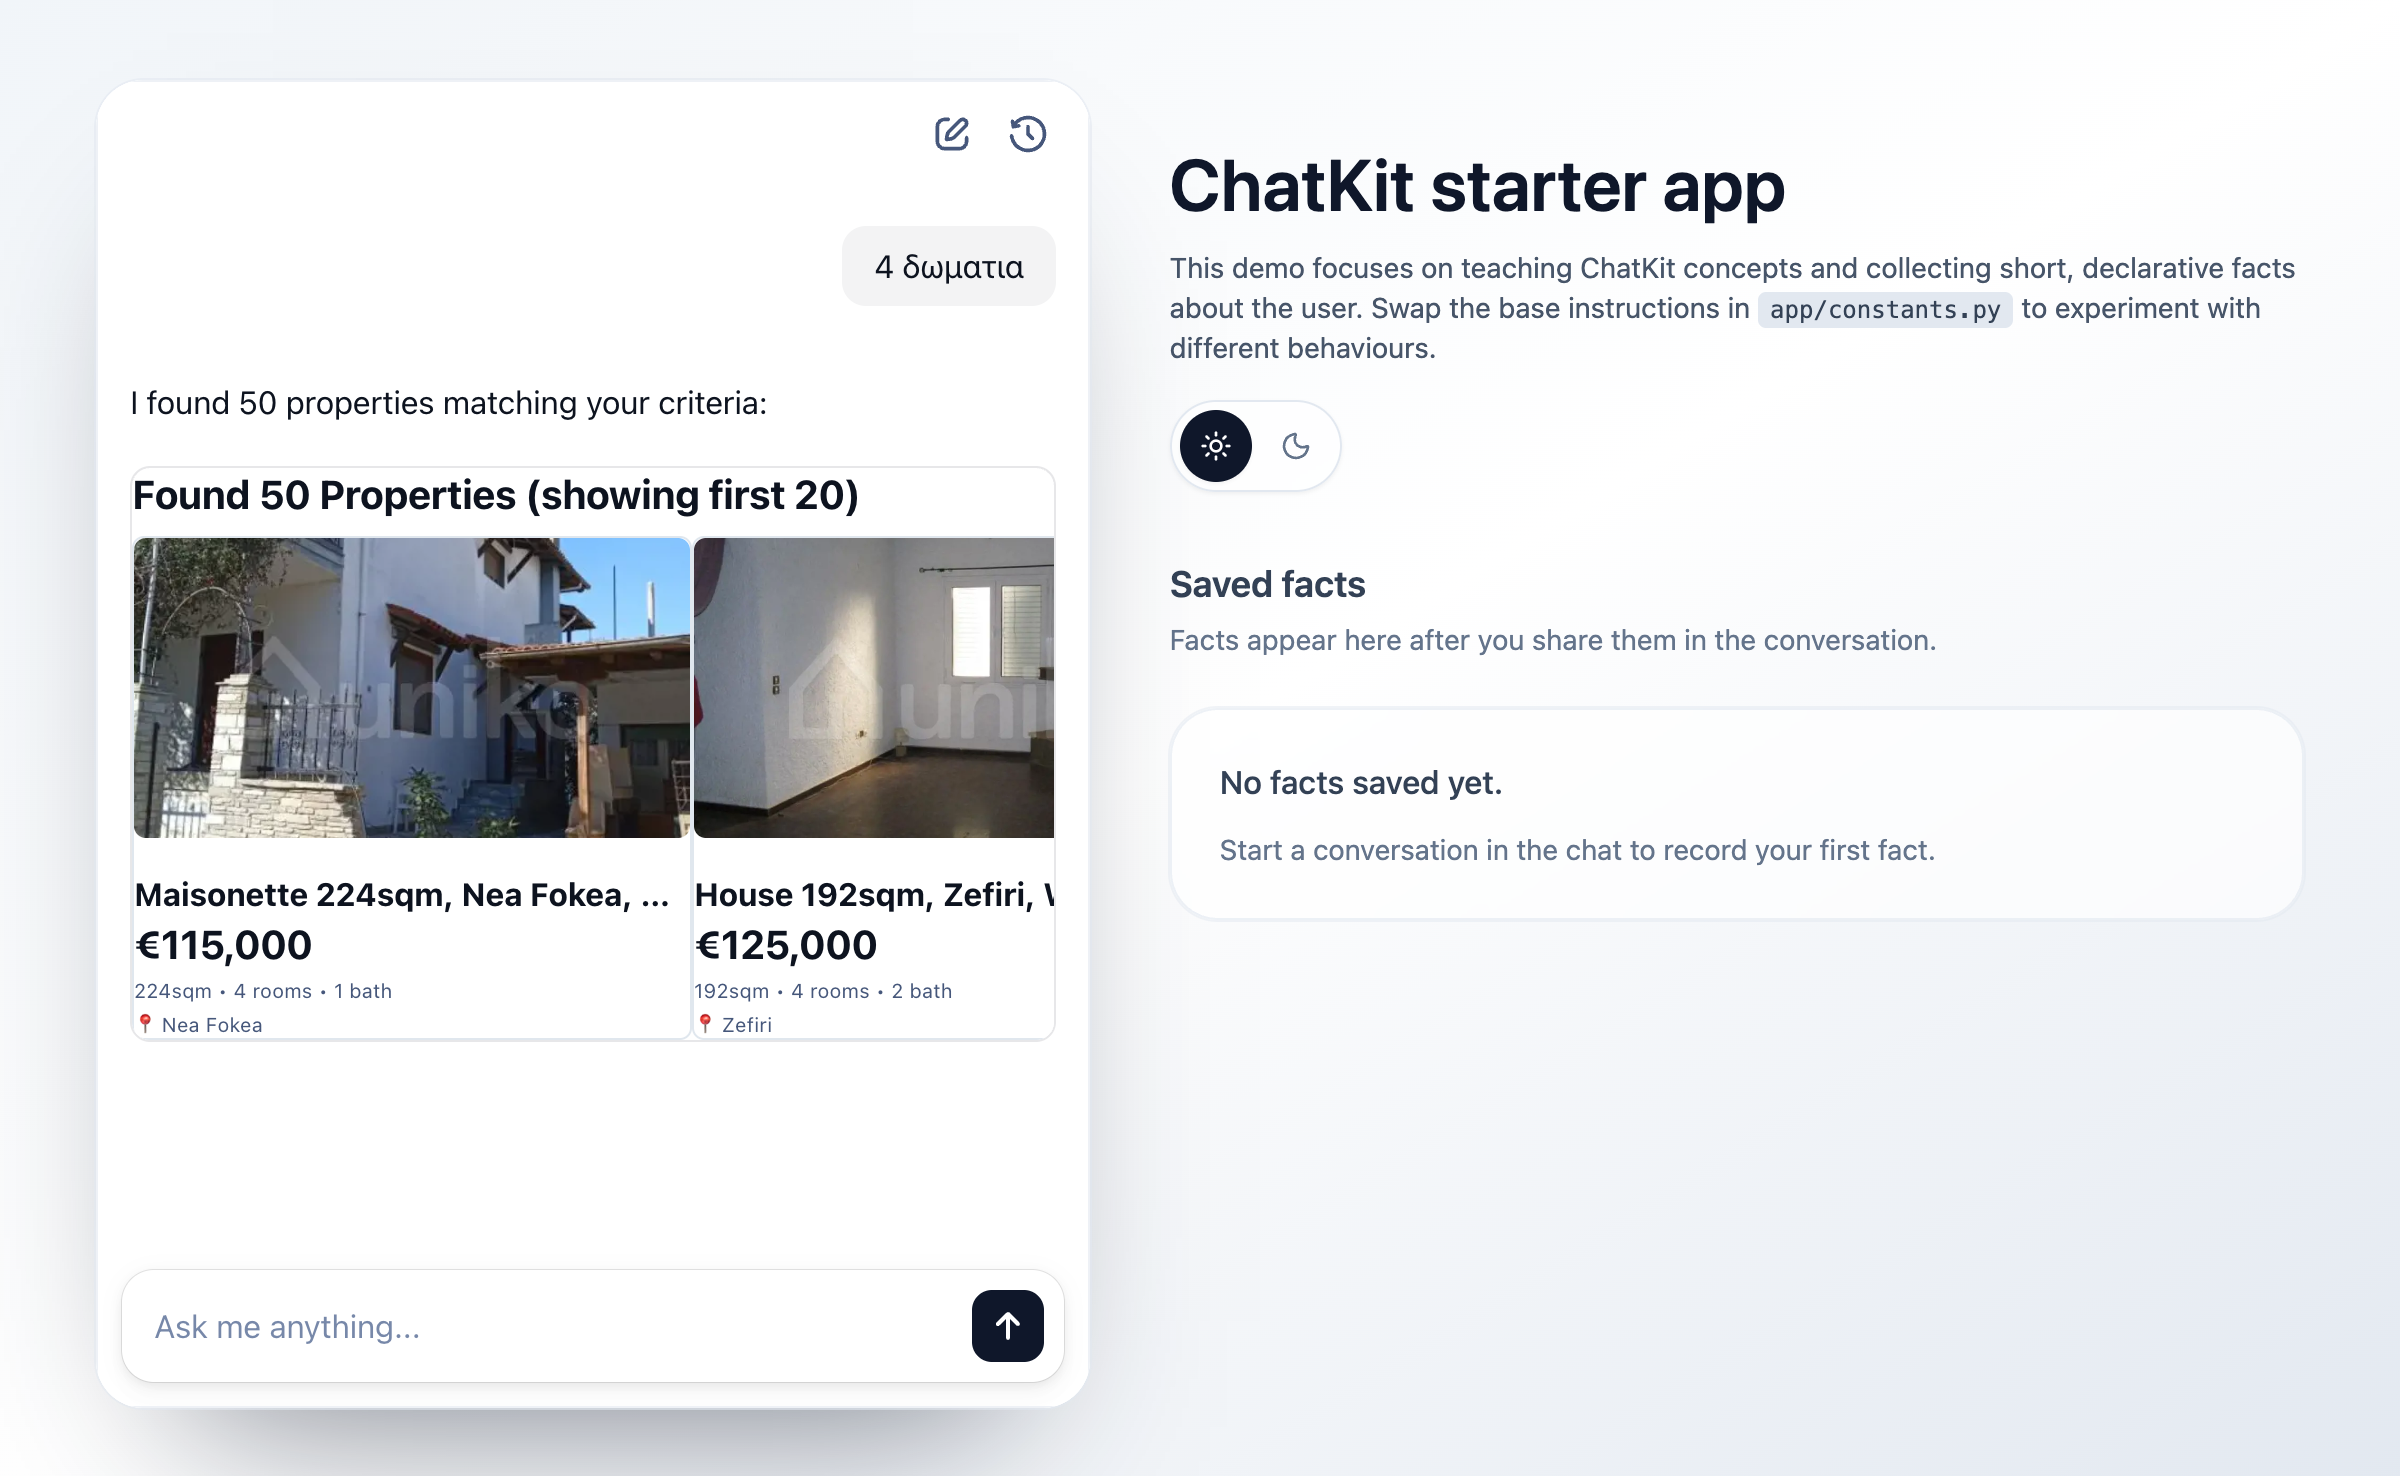 4 δωματια
I found 50 properties matching your criteria:
Found 50 Properties (showing first 20)
unika
uni
Maisonette 224sqm, Nea Fokea, ...
€115,000
224sqm • 4 rooms • 1 bath
📍 Nea Fokea
House 192sqm, Zefiri,
€125,000
192sqm • 4 rooms • 2 bath
📍 Zefiri
Ask me anything...
ChatKit starter app
This demo focuses on teaching ChatKit concepts and collecting short, declarative facts
about the user. Swap the base instructions in app/constants.py to experiment with
different behaviours.
Saved facts
Facts appear here after you share them in the conversation.
No facts saved yet.
Start a conversation in the chat to record your first fact.